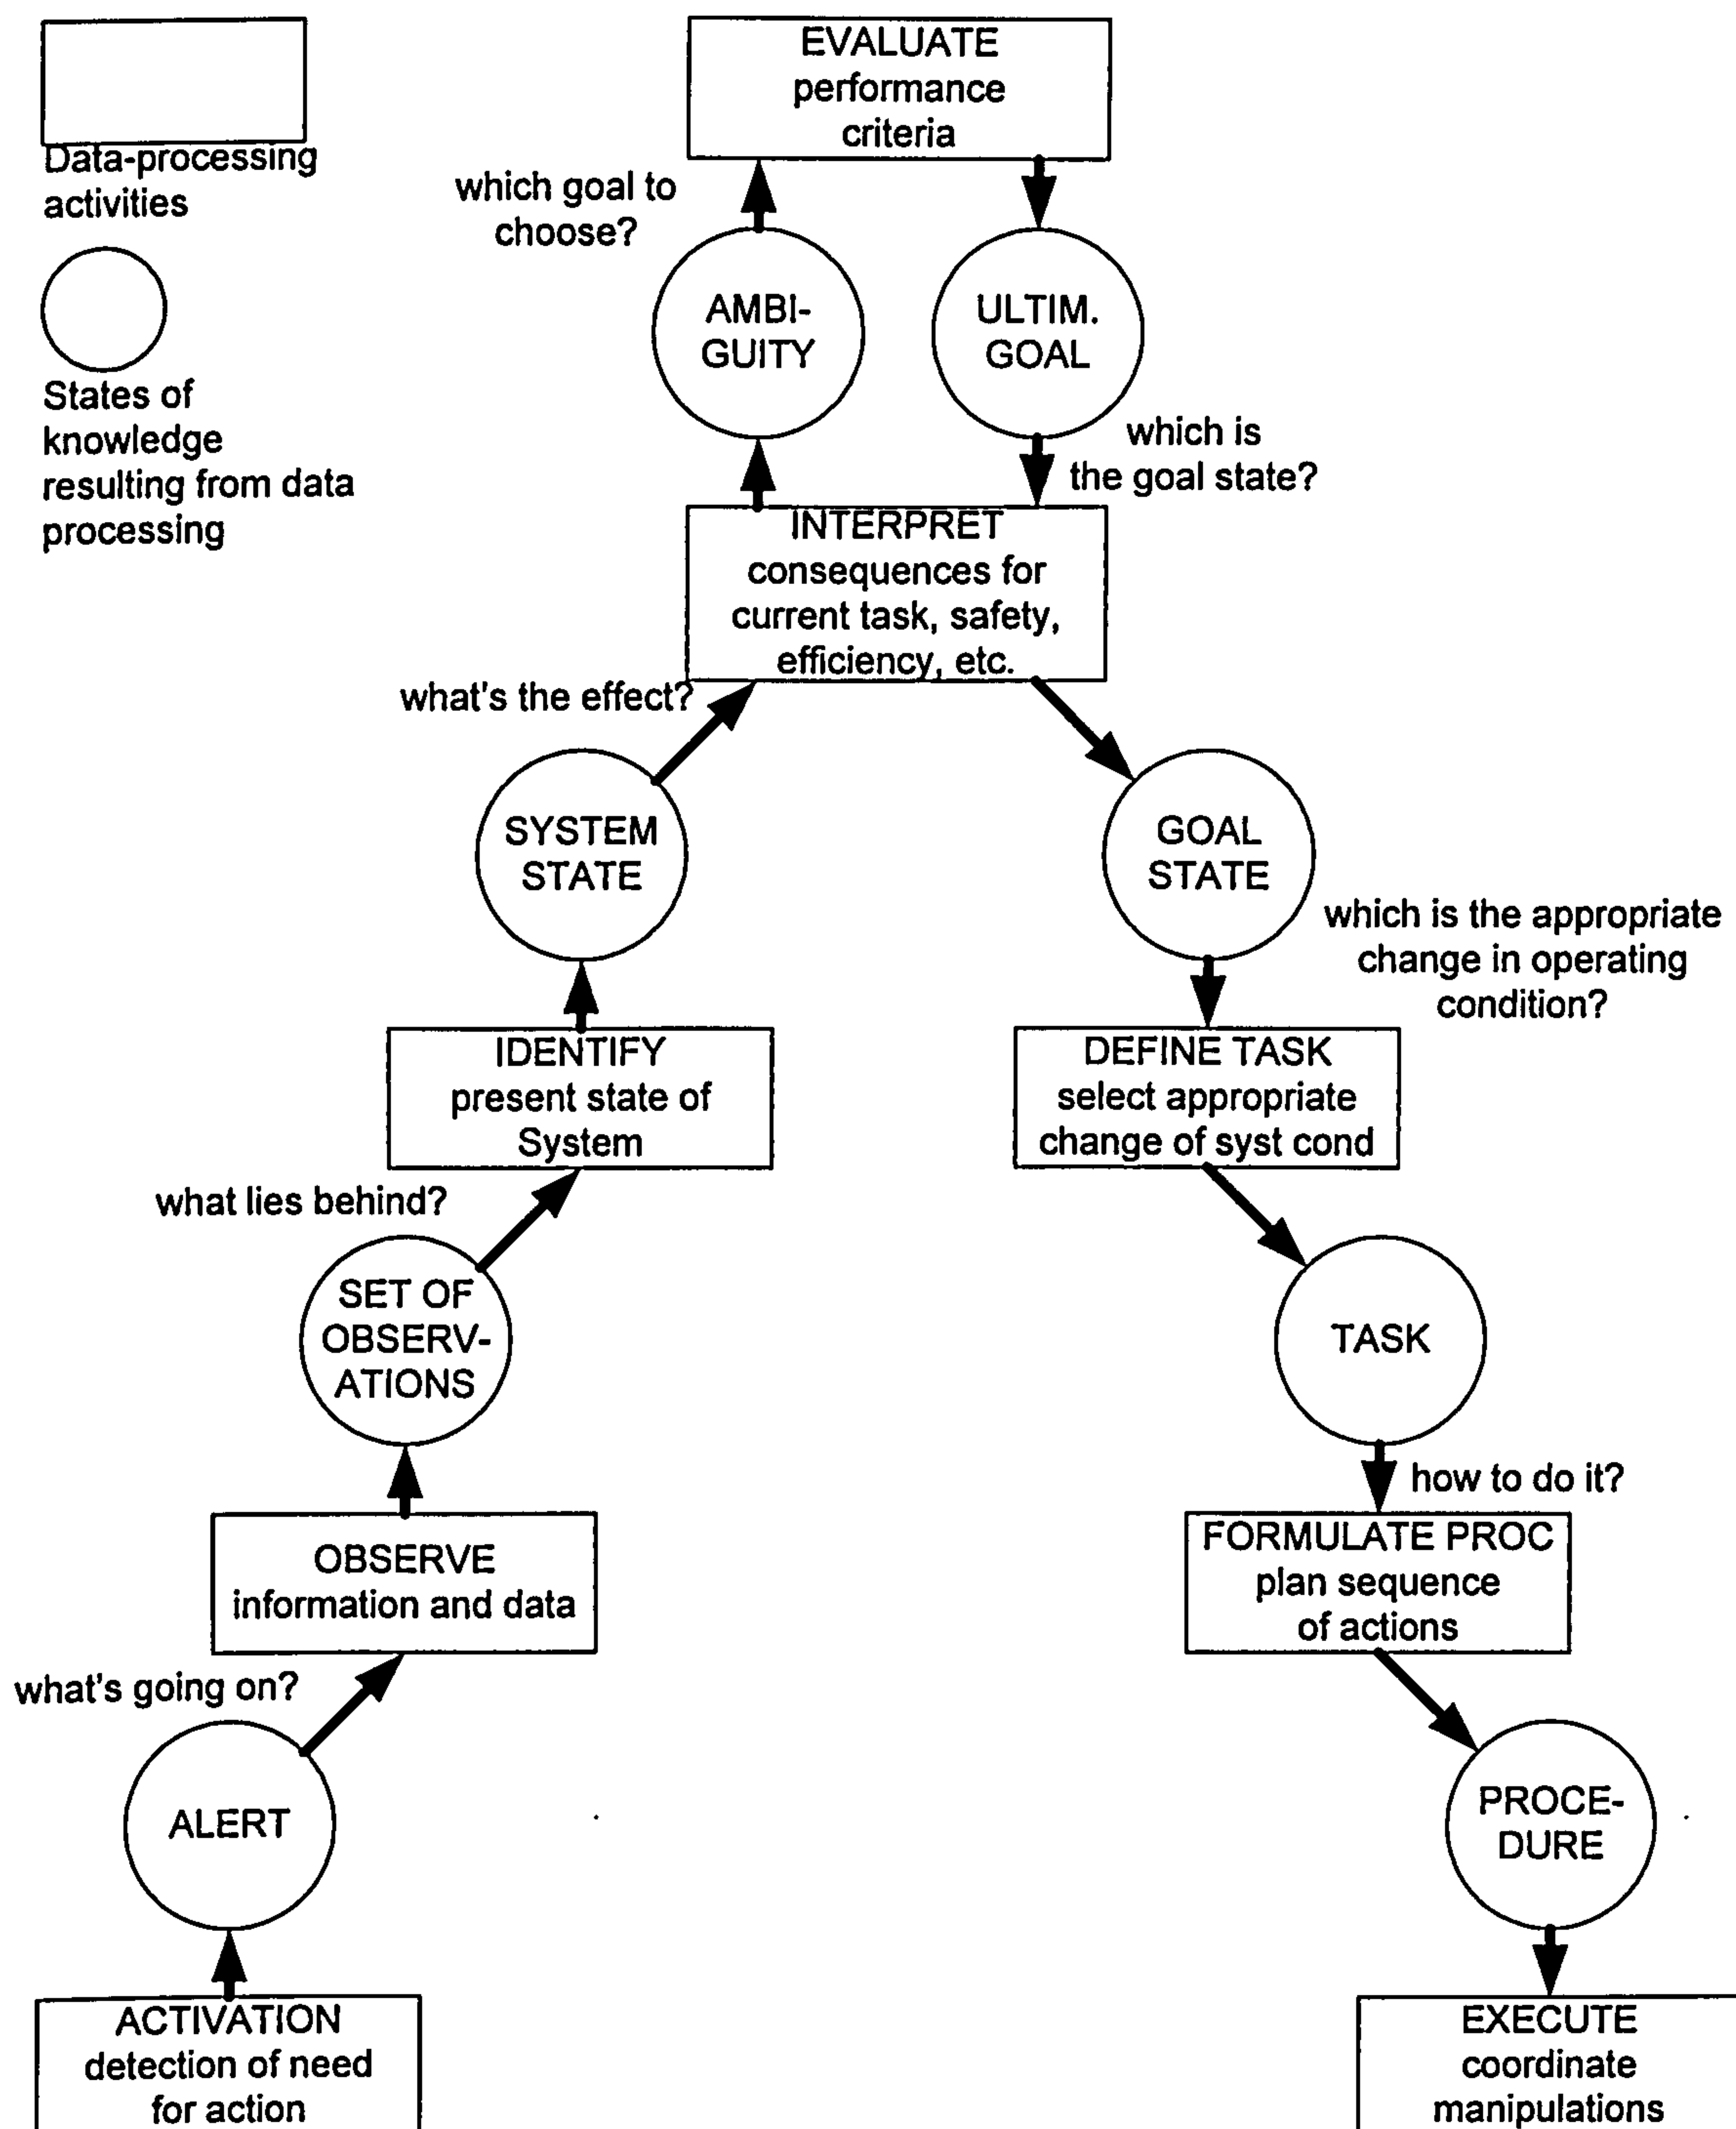 Data-processing
activities
States of
knowledge
resulting from data
processing
EVALUATE
performance
criteria
which goal to
choose?
AMBI-
GUITY
ULTIM.
GOAL
which is
the goal state?
INTERPRET
consequences for
current task, safety,
efficiency, etc.
what's the effect?
SYSTEM
STATE
GOAL
STATE
which is the appropriate
change in operating
condition?
IDENTIFY
present state of
System
DEFINE TASK
select appropriate
change of syst cond
what lies behind?
SET OF
OBSERV-
ATIONS
TASK
how to do it?
OBSERVE
information and data
FORMULATE PROC
plan sequence
of actions
what's going on?
ALERT
PROCE-
DURE
ACTIVATION
detection of need
for action
EXECUTE
coordinate
manipulations